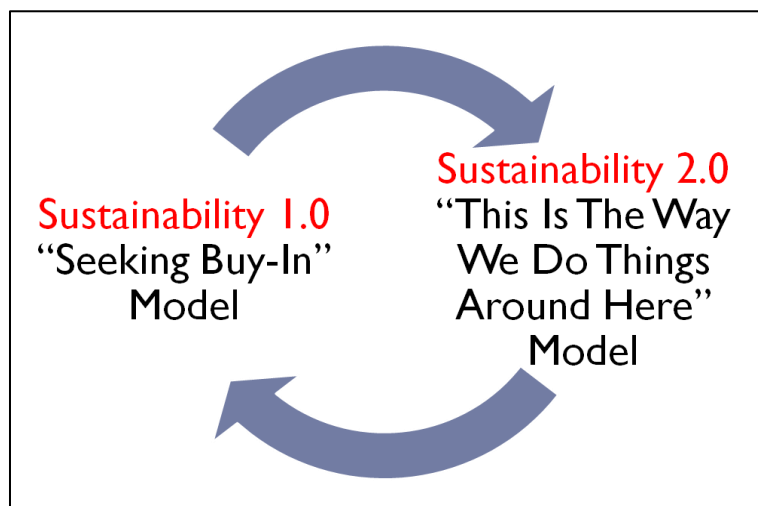 Sustainability 1.0
“Seeking Buy-In”
Model
Sustainability 2.0
“This Is The Way
We Do Things
Around Here”
Model